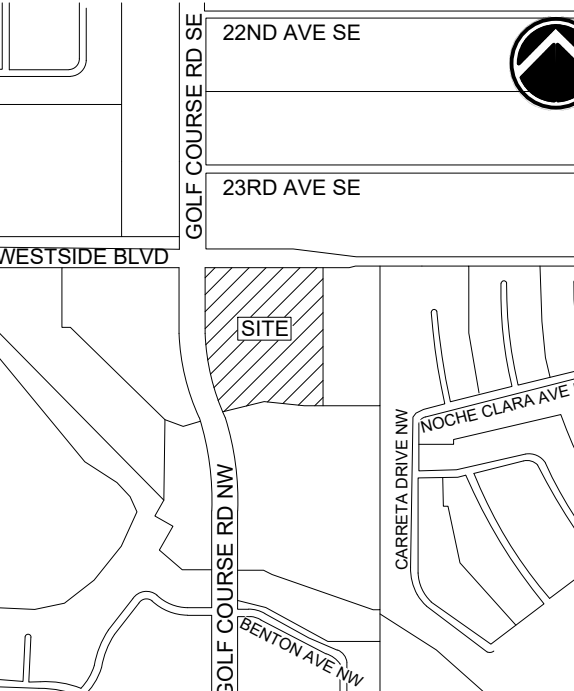 22ND AVE SE
GOLF COURSE RD SE
23RD AVE SE
WESTSIDE BLVD
SITE
NOCHE CLARA AVE
CARRETA DRIVE NW
GOLF COURSE RD NW
BENTON AVE NW